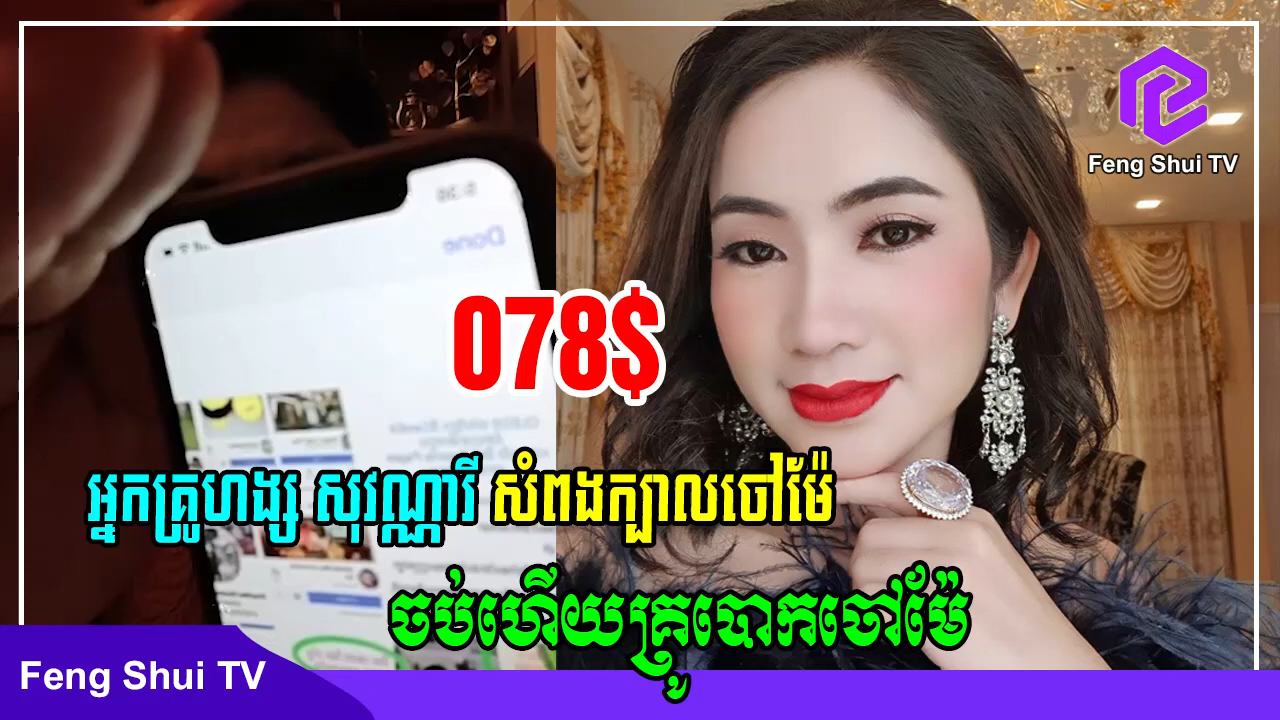 Feng Shui TV
078$
អ្នកគ្រូហង្ស សុវណ្ណាវី សំពងក្បាលចៅម៉ែ
ចប់ហើយគ្រូបោកចៅម៉ែ
Feng Shui TV